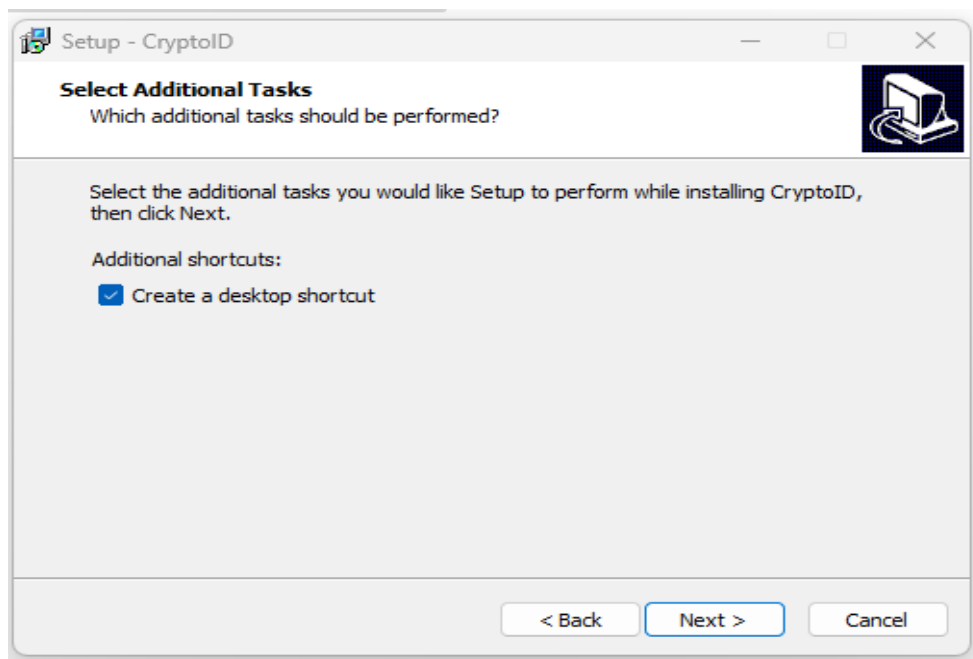 Setup - CryptoID
Select Additional Tasks
Which additional tasks should be performed?
Select the additional tasks you would like Setup to perform while installing CryptoID,
then click Next.
Additional shortcuts:
Create a desktop shortcut
< Back
Next >
Cancel